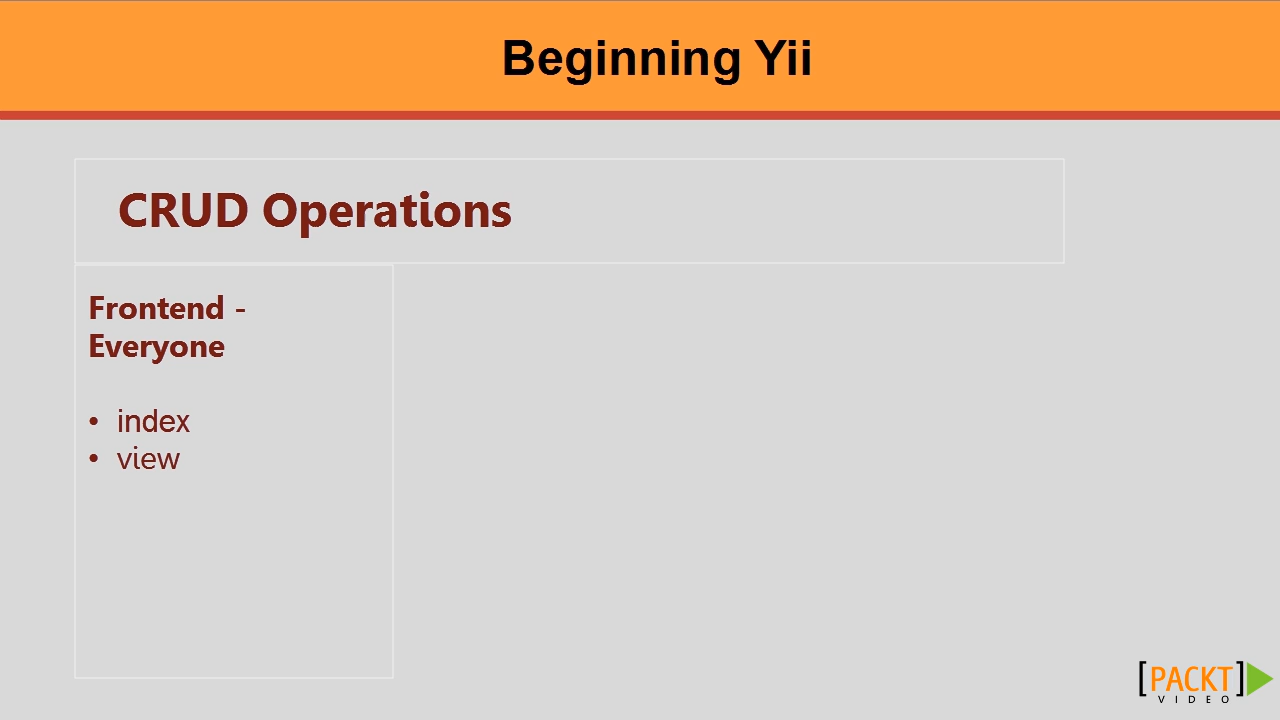 Beginning Yii
CRUD Operations
Frontend -
Everyone
• index
• view
[PACKT]
VIDEO